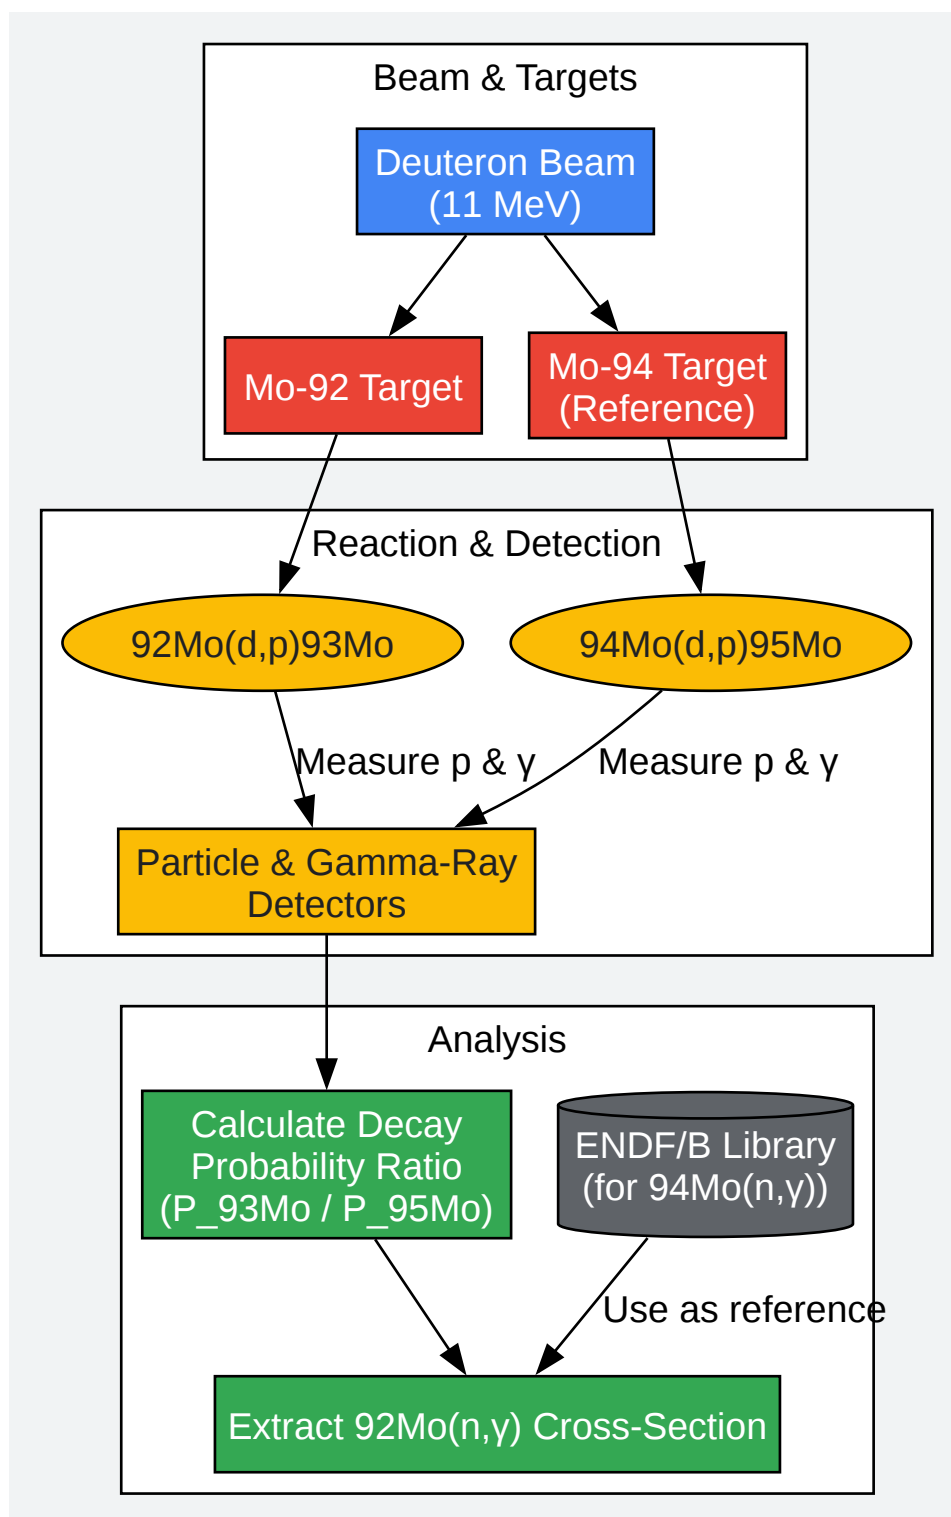 Beam & Targets
Deuteron Beam
(11 MeV)
Mo-92 Target
Mo-94 Target
(Reference)
Reaction & Detection
92Mo(d,p)93Mo
94Mo(d,p)95Mo
Measure p & γ
Measure p & γ
Particle & Gamma-Ray
Detectors
Analysis
Calculate Decay
Probability Ratio
(P_93Mo / P_95Mo)
ENDF/B Library
(for 94Mo(n,γ))
Use as reference
Extract 92Mo(n,γ) Cross-Section